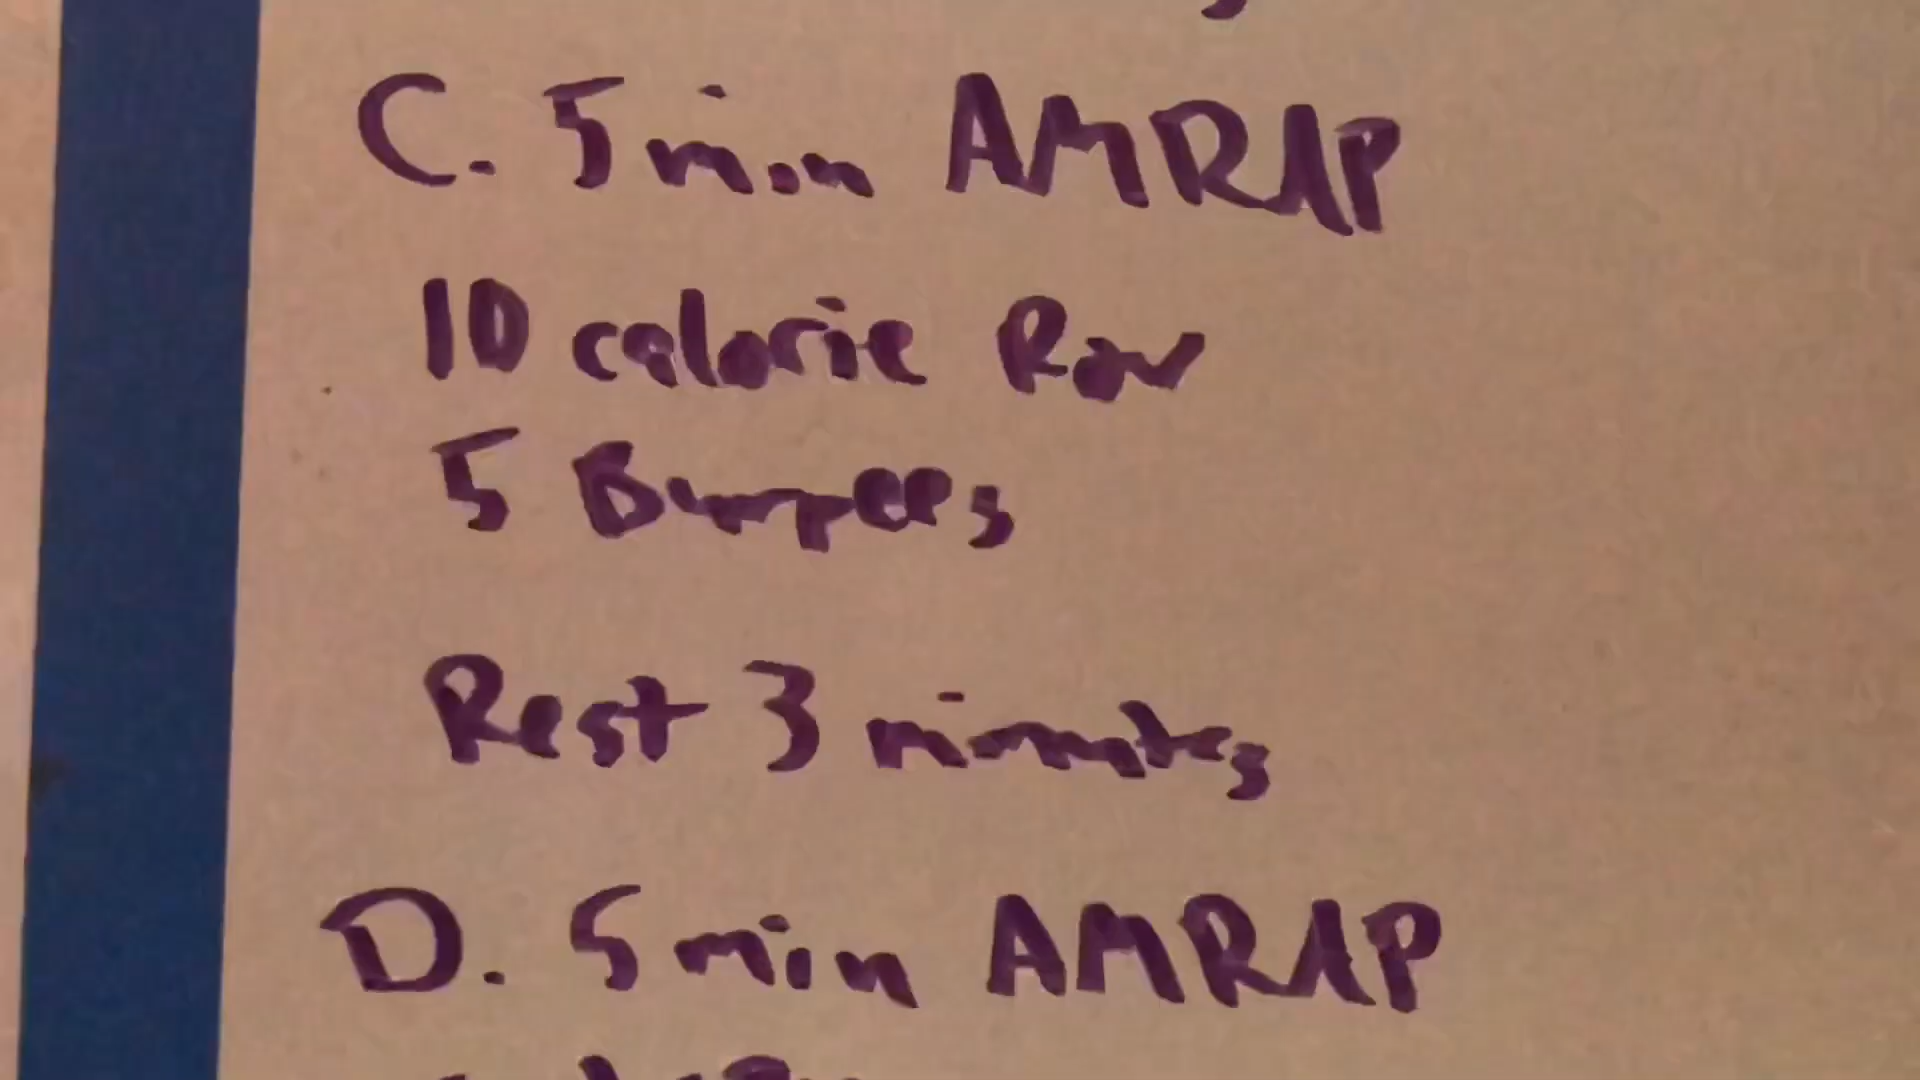 C. 5 min AMRAP
10 calorie Row
5 Burpees
Rest 3 minutes
D. 5 min AMRAP